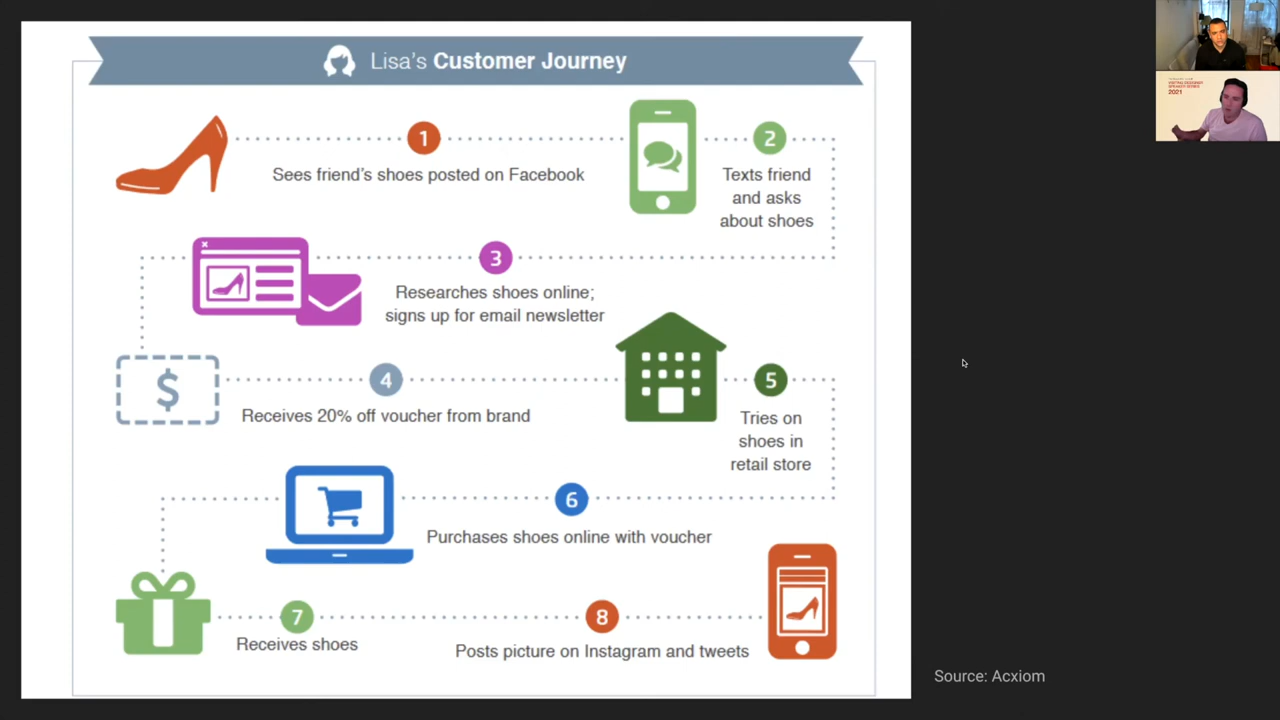 Lisa's Customer Journey
1
Sees friend's shoes posted on Facebook
2
Texts friend
and asks
about shoes
3
Researches shoes online;
signs up for email newsletter
$
4
Receives 20% off voucher from brand
5
Tries on
shoes in
retail store
6
Purchases shoes online with voucher
7
Receives shoes
8
Posts picture on Instagram and tweets
Source: Acxiom
2021